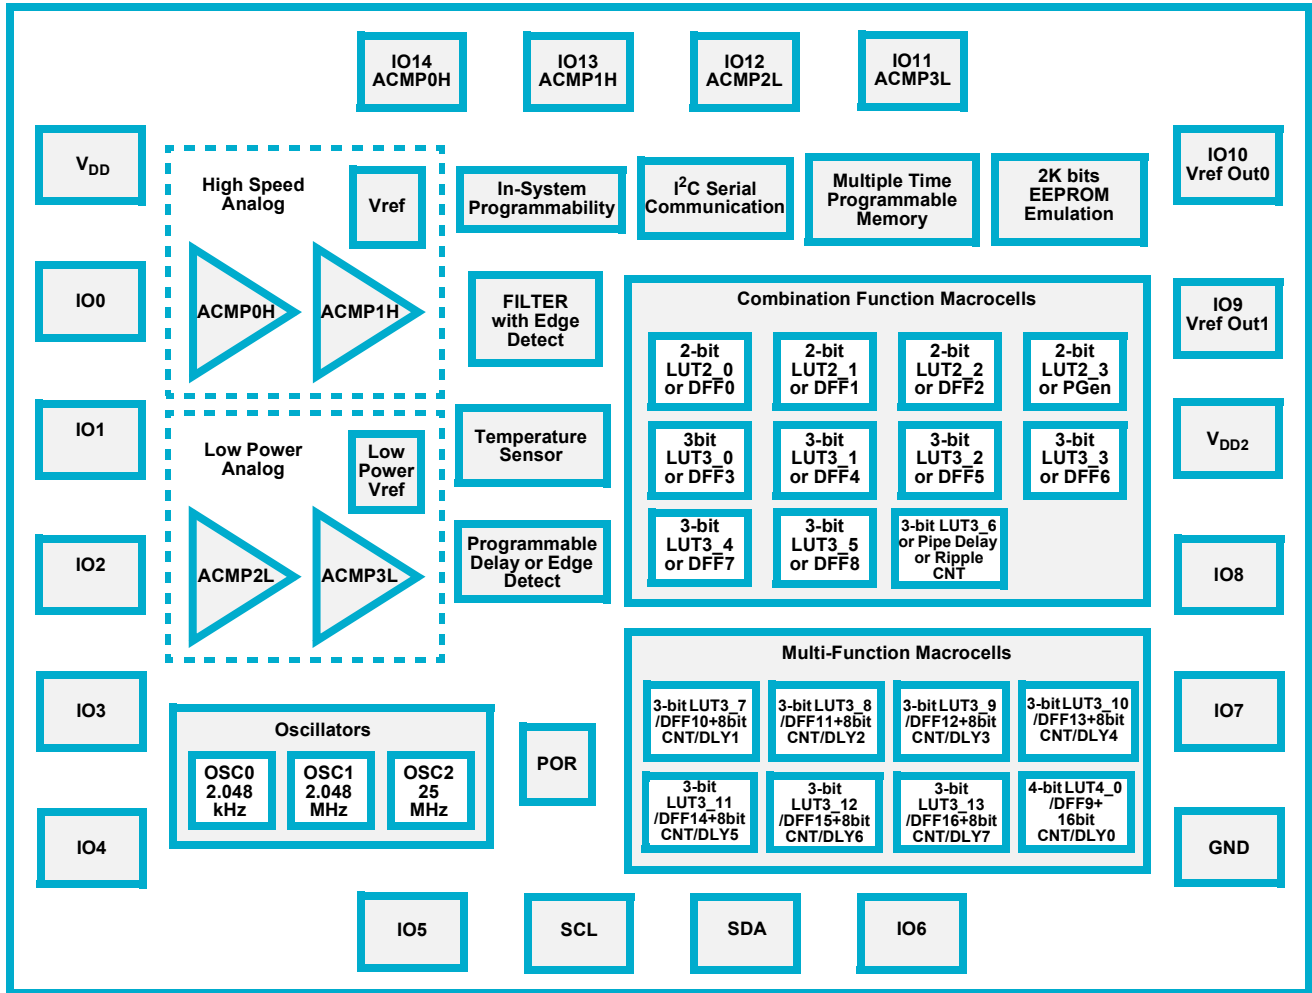 IO14
ACMP0H
IO13
ACMP1H
IO12
ACMP2L
IO11
ACMP3L
VDD
IO0
IO1
IO2
IO3
IO4
High Speed
Analog
Vref
ACMP0H
ACMP1H
Low Power
Analog
Low
Power
Vref
ACMP2L
ACMP3L
In-System
Programmability
I2C Serial
Communication
Multiple Time
Programmable
Memory
2K bits
EEPROM
Emulation
FILTER
with Edge
Detect
Temperature
Sensor
Programmable
Delay or Edge
Detect
Combination Function Macrocells
2-bit
LUT2_0
or DFF0
2-bit
LUT2_1
or DFF1
2-bit
LUT2_2
or DFF2
2-bit
LUT2_3
or PGen
3bit
LUT3_0
or DFF3
3-bit
LUT3_1
or DFF4
3-bit
LUT3_2
or DFF5
3-bit
LUT3_3
or DFF6
3-bit
LUT3_4
or DFF7
3-bit
LUT3_5
or DFF8
3-bit LUT3_6
or Pipe Delay
or Ripple
CNT
Multi-Function Macrocells
3-bit LUT3_7
/DFF10+8bit
CNT/DLY1
3-bit LUT3_8
/DFF11+8bit
CNT/DLY2
3-bit LUT3_9
/DFF12+8bit
CNT/DLY3
3-bit LUT3_10
/DFF13+8bit
CNT/DLY4
3-bit
LUT3_11
/DFF14+8bit
CNT/DLY5
3-bit
LUT3_12
/DFF15+8bit
CNT/DLY6
3-bit
LUT3_13
/DFF16+8bit
CNT/DLY7
4-bit LUT4_0
/DFF9+
16bit
CNT/DLY0
Oscillators
OSC0
2.048
kHz
OSC1
2.048
MHz
OSC2
25
MHz
POR
IO10
Vref Out0
IO9
Vref Out1
VDD2
IO8
IO7
GND
IO5
SCL
SDA
IO6